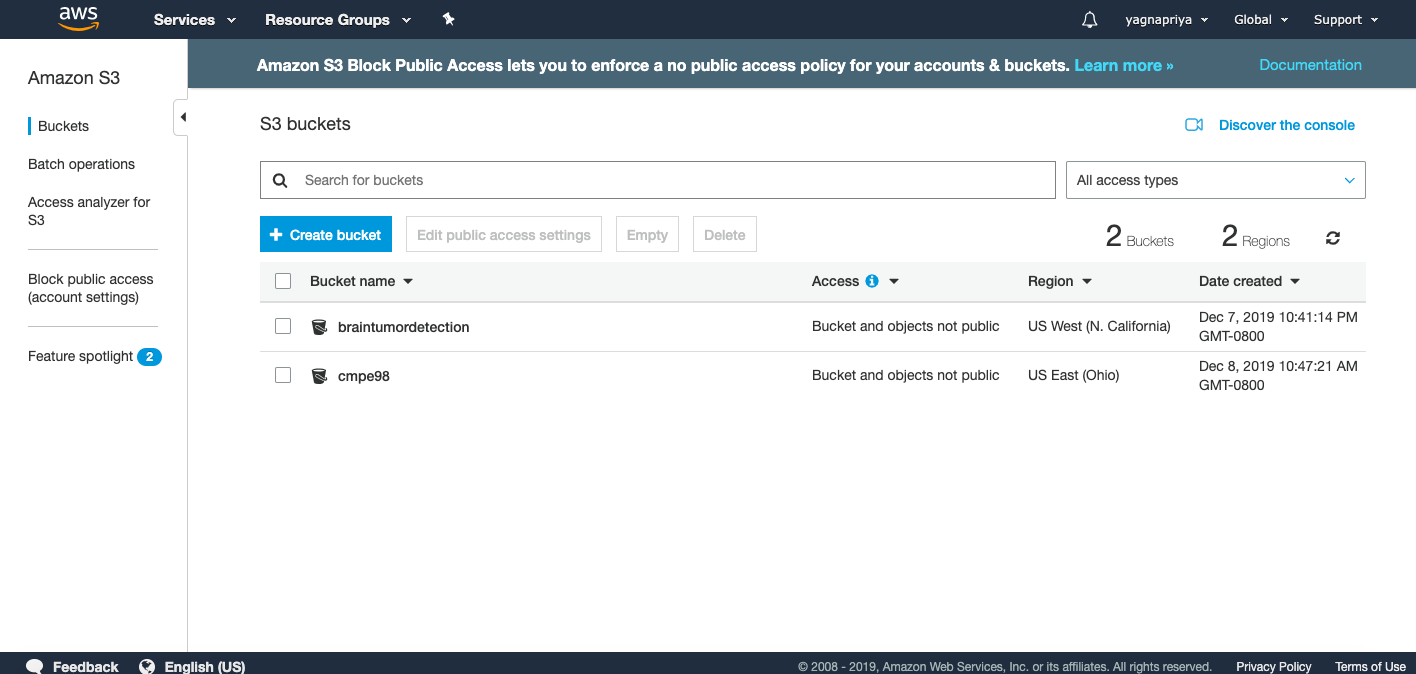 aws Services Resource Groups yagnapriya Global Support
Amazon S3 Block Public Access lets you to enforce a no public access policy for your accounts & buckets. Learn more » Documentation
Amazon S3
Buckets
Batch operations
Access analyzer for
S3
Block public access
(account settings)
Feature spotlight 2
S3 buckets
Discover the console
Search for buckets
All access types
Create bucket Edit public access settings Empty Delete
2 Buckets 2 Regions
Bucket name Access Region Date created
braintumordetection Bucket and objects not public US West (N. California) Dec 7, 2019 10:41:14 PM
GMT-0800
cmpe98 Bucket and objects not public US East (Ohio) Dec 8, 2019 10:47:21 AM
GMT-0800
Feedback English (US) © 2008 - 2019, Amazon Web Services, Inc. or its affiliates. All rights reserved. Privacy Policy Terms of Use